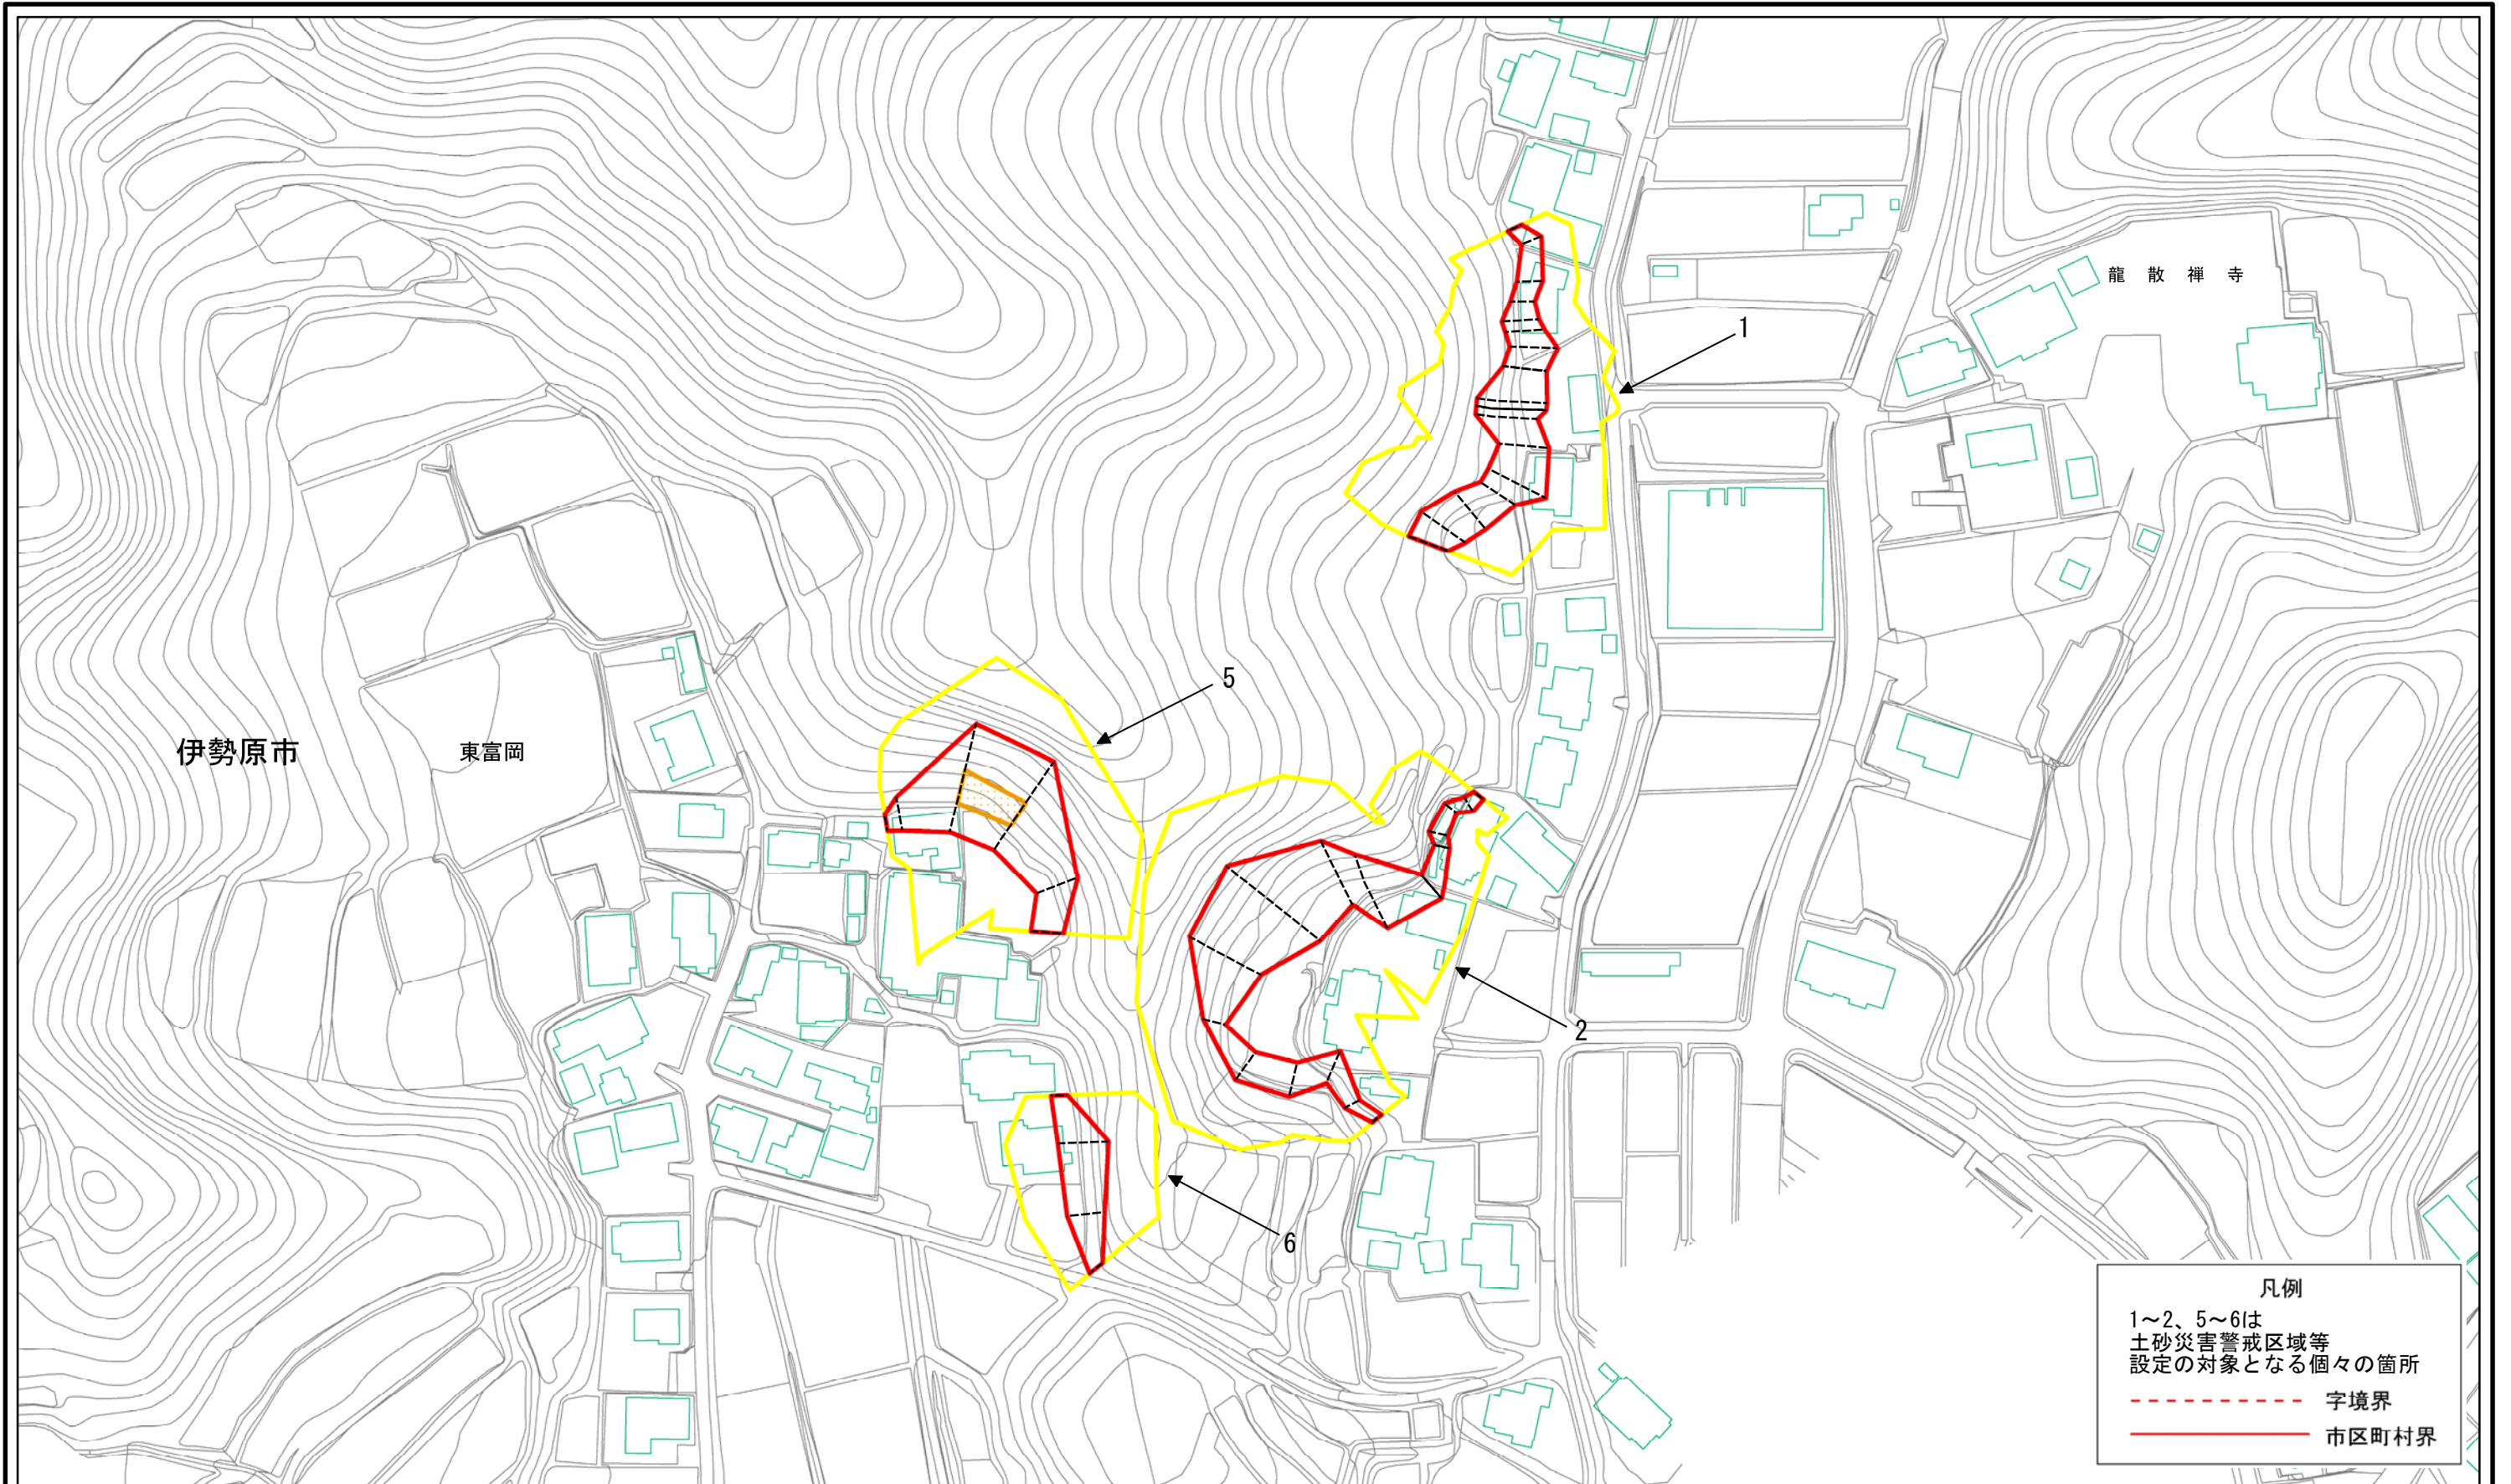 龍散禅寺
1
5
伊勢原市
東富岡
2
6
凡例
1～2、5～6は
土砂災害警戒区域等
設定の対象となる個々の箇所
字境界
市区町村界